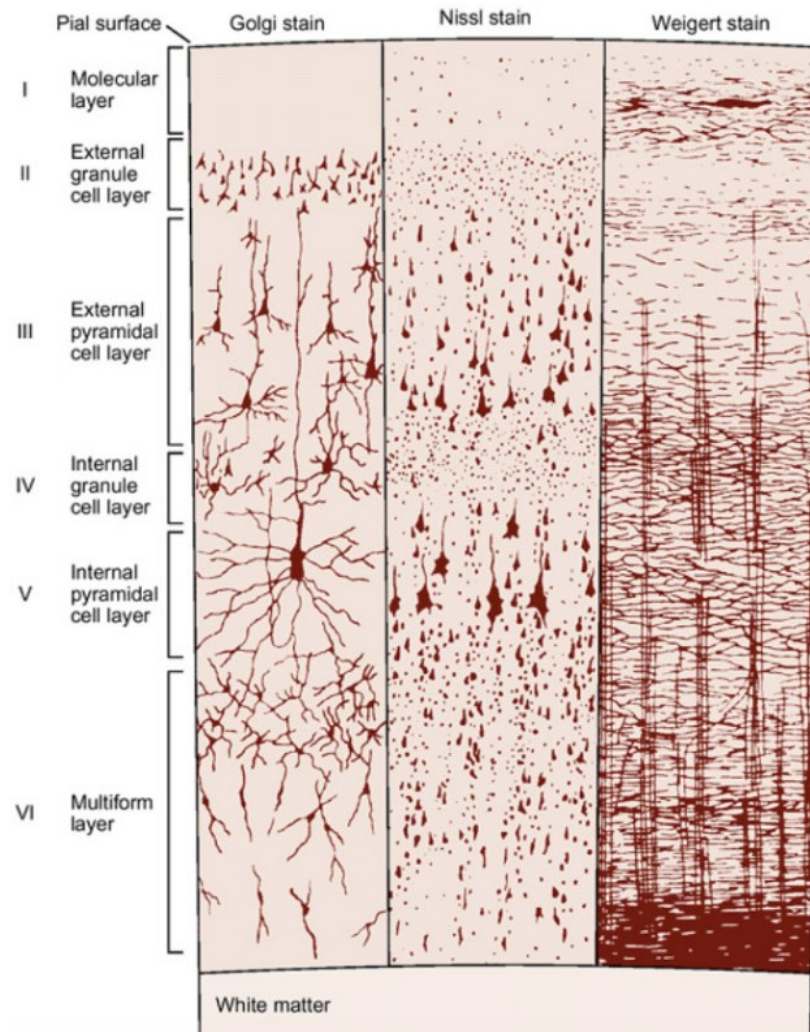 Pial surface
Golgi stain
Nissl stain
Weigert stain
I
Molecular
layer
II
External
granule
cell layer
III
External
pyramidal
cell layer
IV
Internal
granule
cell layer
V
Internal
pyramidal
cell layer
VI
Multiform
layer
White matter